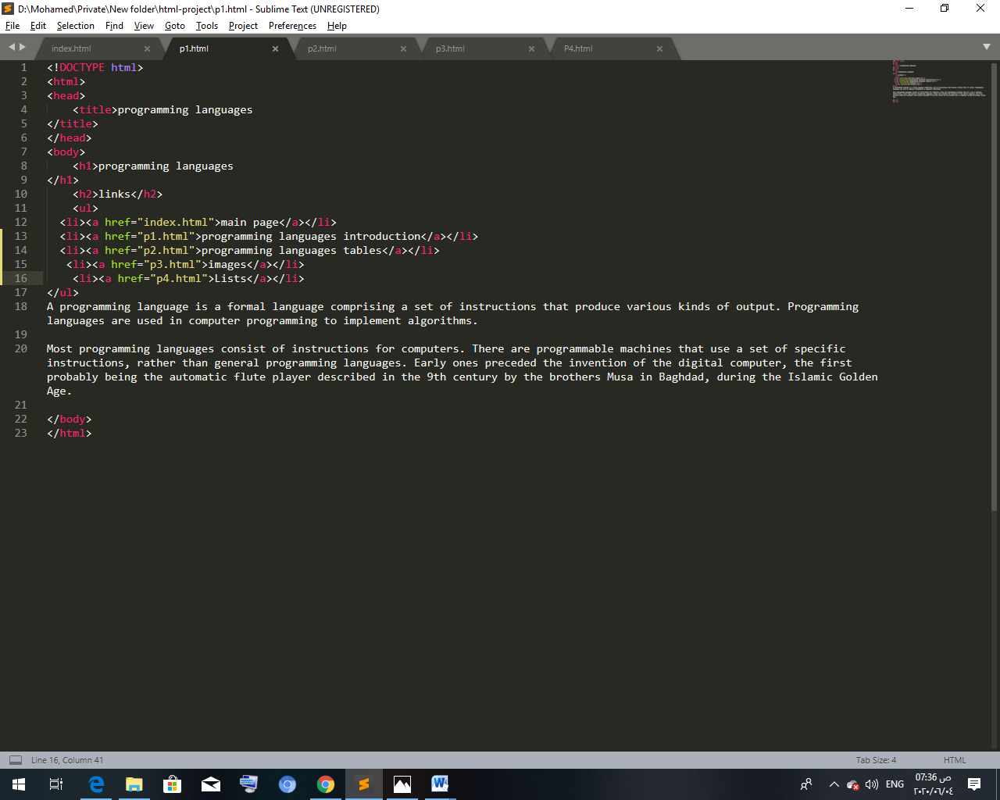 D:\Mohamed\Private\New folder\html-project\p1.html - Sublime Text (UNREGISTERED)
File Edit Selection Find View Goto Tools Project Preferences Help
index.html p1.html p2.html p3.html P4.html
1 <!DOCTYPE html>
2 <html>
3 <head>
4 <title>programming languages
5 </title>
6 </head>
7 <body>
8 <h1>programming languages
9 </h1>
10 <h2>links</h2>
11 <ul>
12 <li><a href="index.html">main page</a></li>
13 <li><a href="p1.html">programming languages introduction</a></li>
14 <li><a href="p2.html">programming languages tables</a></li>
15 <li><a href="p3.html">images</a></li>
16 <li><a href="p4.html">Lists</a></li>
17 </ul>
18 A programming language is a formal language comprising a set of instructions that produce various kinds of output. Programming
languages are used in computer programming to implement algorithms.
19
20 Most programming languages consist of instructions for computers. There are programmable machines that use a set of specific
instructions, rather than general programming languages. Early ones preceded the invention of the digital computer, the first
probably being the automatic flute player described in the 9th century by the brothers Musa in Baghdad, during the Islamic Golden
Age.
21
22 </body>
23 </html>
Line 16, Column 41 Tab Size: 4 HTML
ENG 07:36 ص
٢٠٢٠/٠٦/٠٤